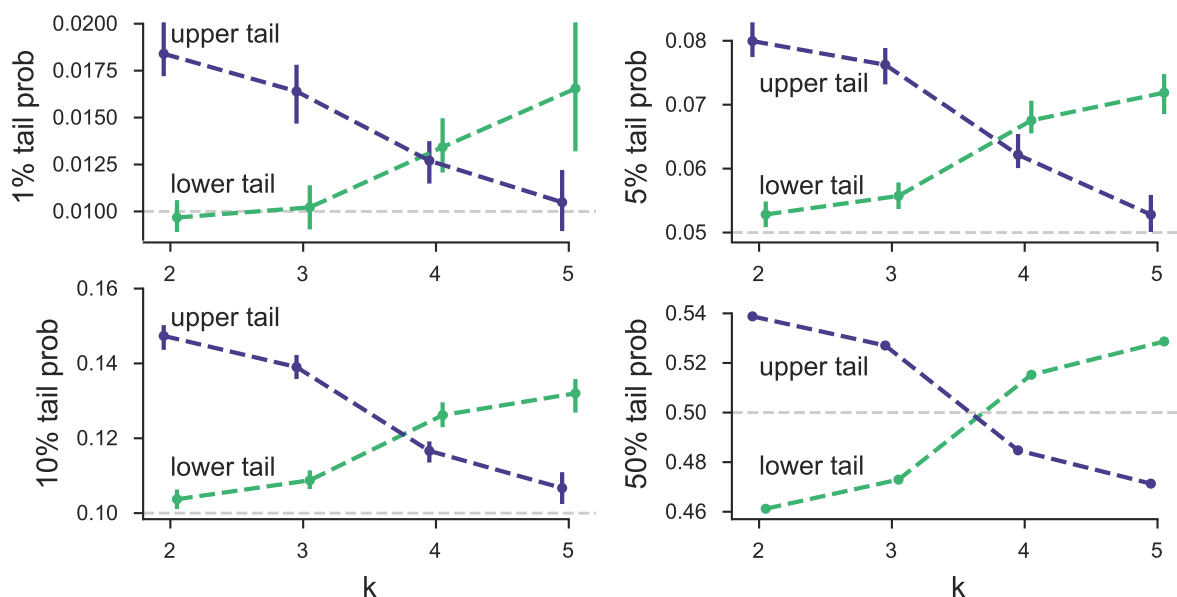 1% tail prob
0.0200
0.0175
0.0150
0.0125
0.0100
upper tail
lower tail
2 3 4 5
5% tail prob
0.08
0.07
0.06
0.05
upper tail
lower tail
2 3 4 5
10% tail prob
0.16
0.14
0.12
0.10
upper tail
lower tail
2 3 4 5
k
50% tail prob
0.54
0.52
0.50
0.48
0.46
upper tail
lower tail
2 3 4 5
k